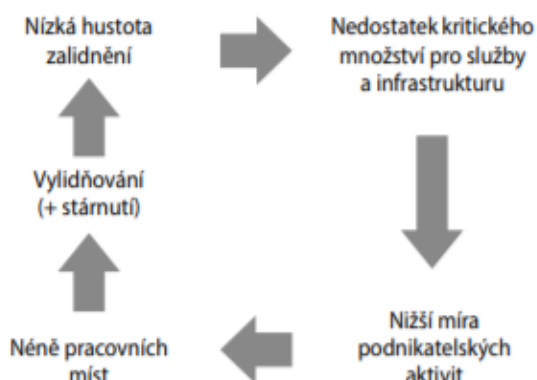 Nízká hustota
zalidnění
Nedostatek kritického
množství pro služby
a infrastrukturu
Vylidňování
(+ stárnutí)
Néně pracovních
míst
Nižší míra
podnikatelských
aktivit